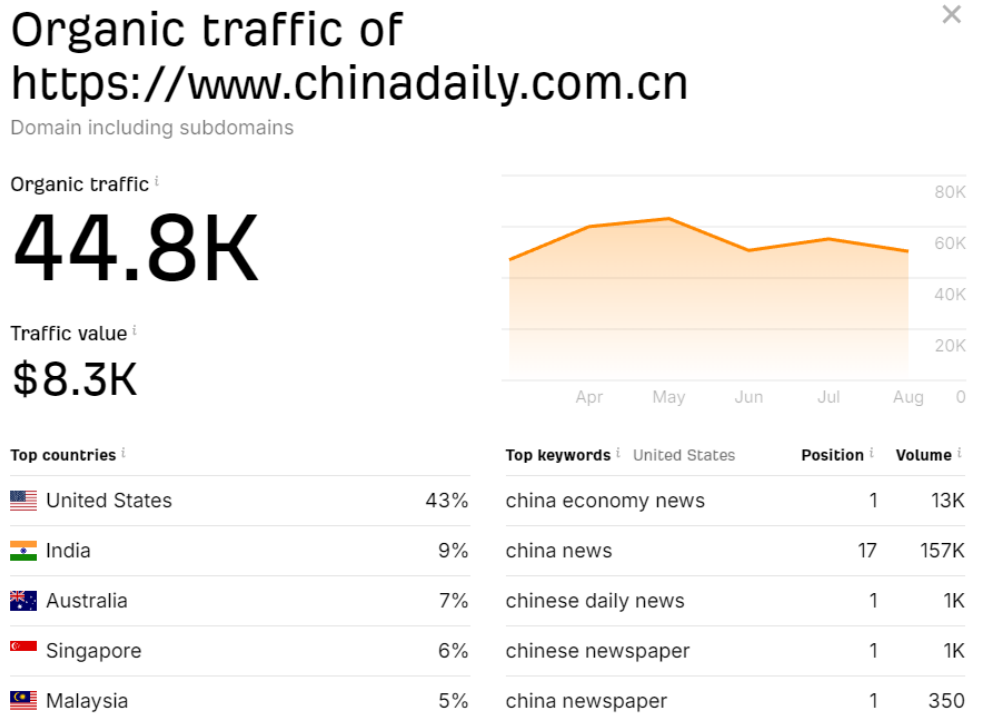 Organic traffic of
https://www.chinadaily.com.cn
Domain including subdomains
Organic traffic i
44.8K
Traffic value i
$8.3K
80K
60K
40K
20K
Apr May Jun Jul Aug 0
Top countries i
United States 43%
India 9%
Australia 7%
Singapore 6%
Malaysia 5%
Top keywords i United States Position i Volume i
china economy news 1 13K
china news 17 157K
chinese daily news 1 1K
chinese newspaper 1 1K
china newspaper 1 350